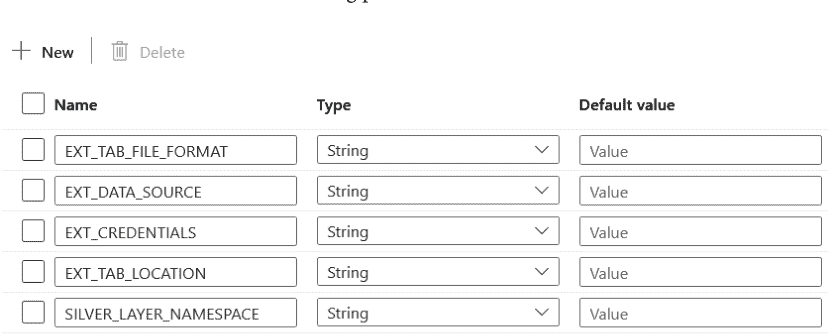 New Delete
Name Type Default value
EXT_TAB_FILE_FORMAT String Value
EXT_DATA_SOURCE String Value
EXT_CREDENTIALS String Value
EXT_TAB_LOCATION String Value
SILVER_LAYER_NAMESPACE String Value